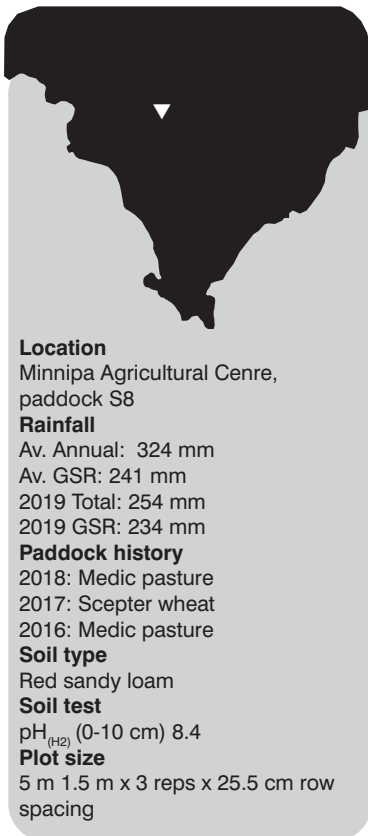 Location
Minnipa Agricultural Cenre,
paddock S8
Rainfall
Av. Annual:  324 mm
Av. GSR: 241 mm
2019 Total: 254 mm
2019 GSR: 234 mm
Paddock history
2018: Medic pasture
2017: Scepter wheat
2016: Medic pasture
Soil type
Red sandy loam
Soil test
pH(H2) (0-10 cm) 8.4
Plot size
5 m 1.5 m x 3 reps x 25.5 cm row
spacing